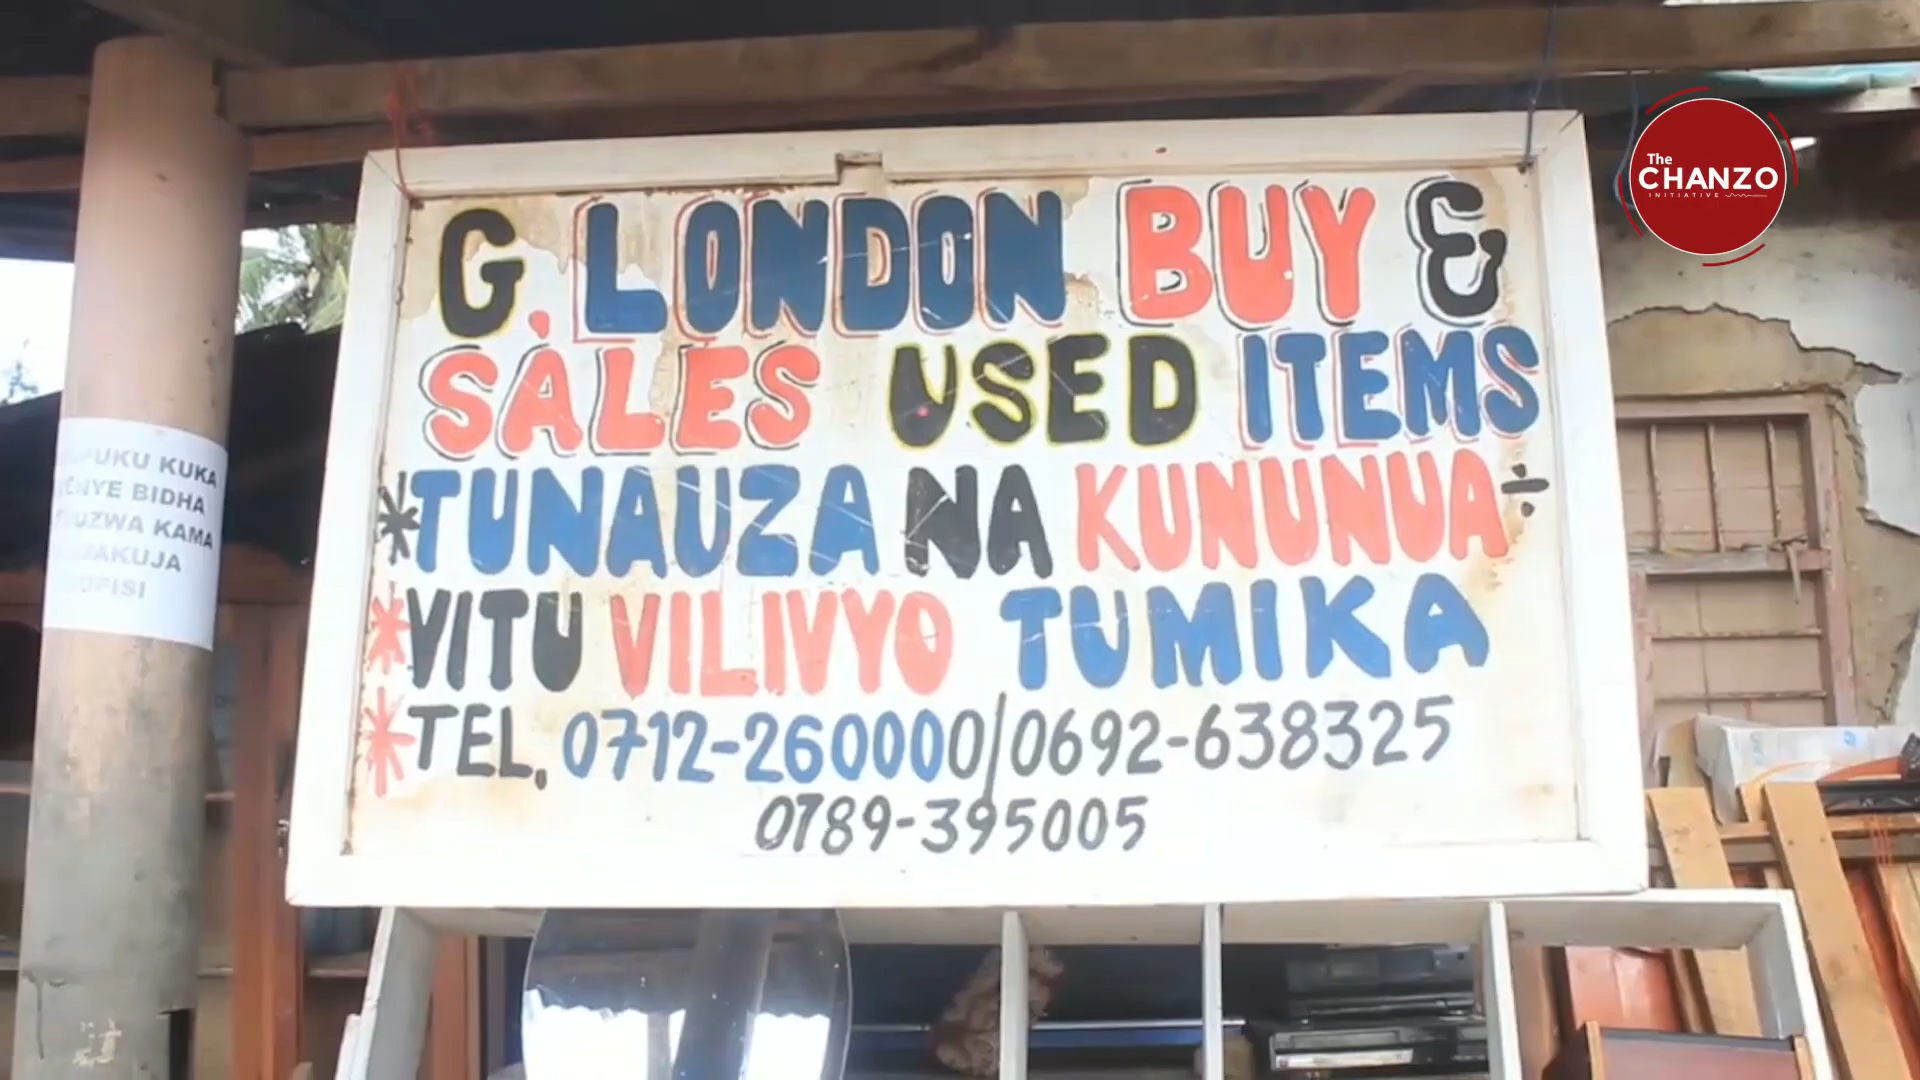 G. LONDON BUY &
SALES USED ITEMS
*TUNAUZA NA KUNUNUA÷
*VITU VILIVYO TUMIKA
*TEL. 0712-260000/0692-638325
0789-395005
KUKA
BIDHA
KAMA
The
CHANZO
INITIATIVE